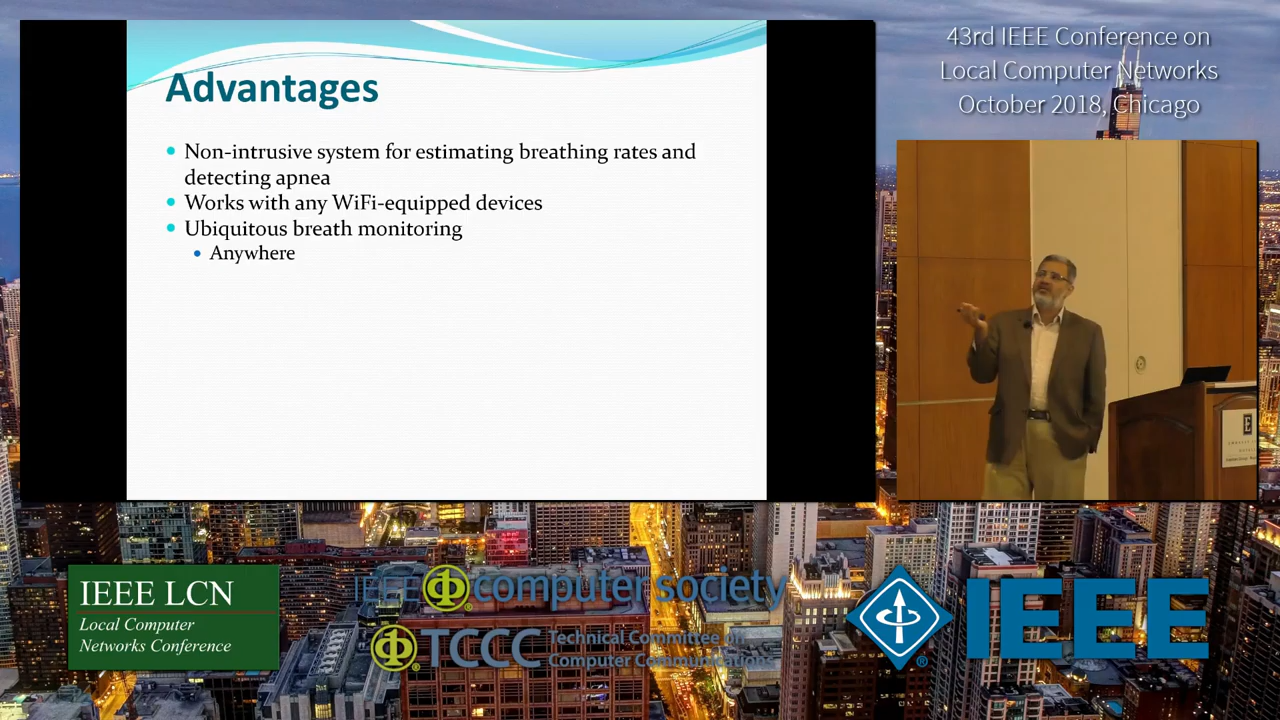 43rd IEEE Conference on
Local Computer Networks
October 2018, Chicago
Advantages
Non-intrusive system for estimating breathing rates and
detecting apnea
Works with any WiFi-equipped devices
Ubiquitous breath monitoring
Anywhere
IEEE LCN
Local Computer
Networks Conference
IEEE computer society
TCCC Technical Committee on
Computer Communications
IEEE